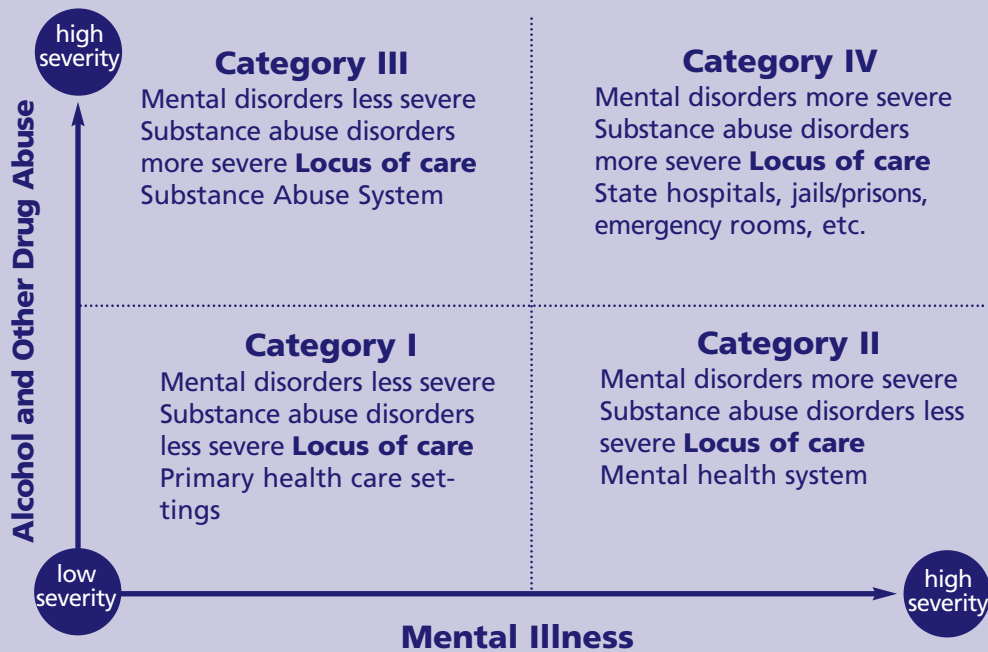 high
severity
Alcohol and Other Drug Abuse
Category III
Mental disorders less severe
Substance abuse disorders
more severe Locus of care
Substance Abuse System
Category IV
Mental disorders more severe
Substance abuse disorders
more severe Locus of care
State hospitals, jails/prisons,
emergency rooms, etc.
Category I
Mental disorders less severe
Substance abuse disorders
less severe Locus of care
Primary health care set-
tings
Category II
Mental disorders more severe
Substance abuse disorders less
severe Locus of care
Mental health system
low
severity
high
severity
Mental Illness